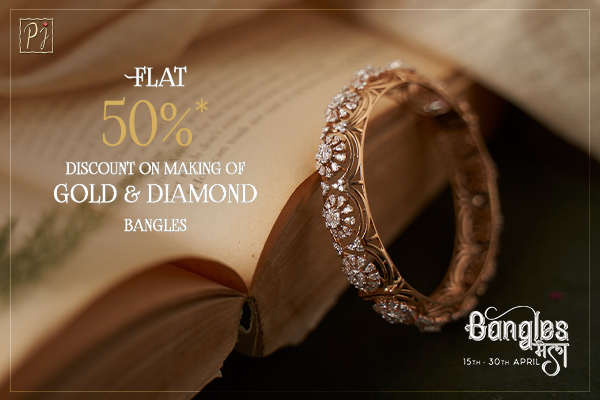 Pj
FLAT
50%*
DISCOUNT ON MAKING OF
GOLD & DIAMOND
BANGLES
Bangles
मेला
15TH - 30TH APRIL